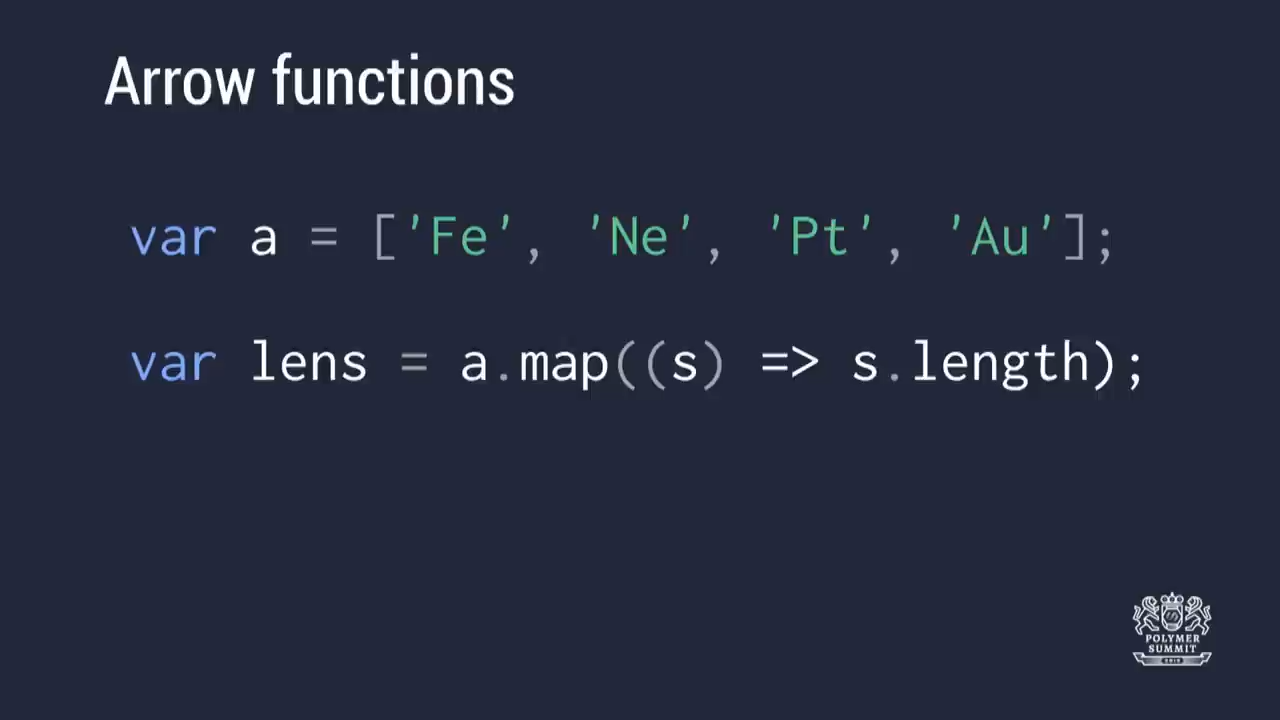 Arrow functions
var a = ['Fe', 'Ne', 'Pt', 'Au'];
var lens = a.map((s) => s.length);
POLYMER
SUMMIT